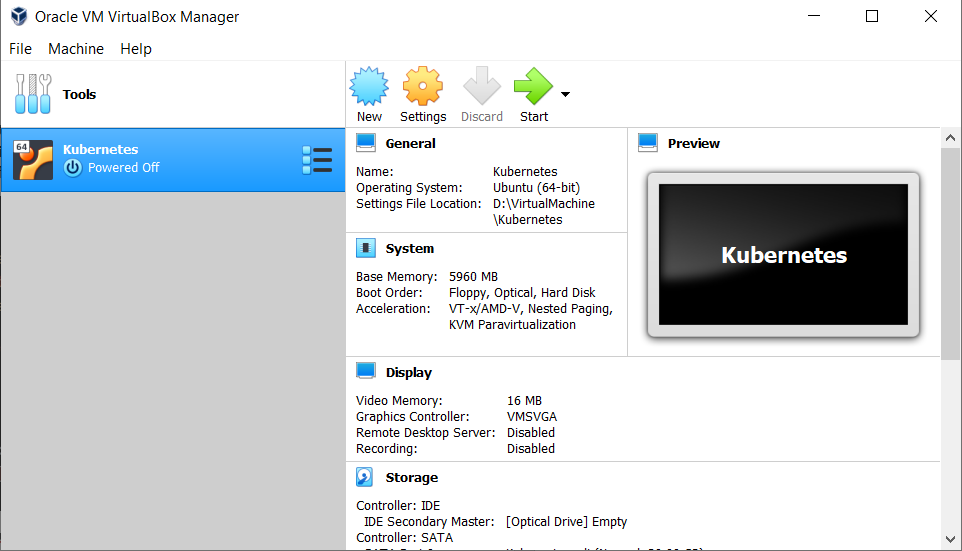 Oracle VM VirtualBox Manager
File Machine Help
Tools
New Settings Discard Start
64
Kubernetes
Powered Off
General
Name: Kubernetes
Operating System: Ubuntu (64-bit)
Settings File Location: D:\VirtualMachine
\Kubernetes
Preview
Kubernetes
System
Base Memory: 5960 MB
Boot Order: Floppy, Optical, Hard Disk
Acceleration: VT-x/AMD-V, Nested Paging,
KVM Paravirtualization
Display
Video Memory: 16 MB
Graphics Controller: VMSVGA
Remote Desktop Server: Disabled
Recording: Disabled
Storage
Controller: IDE
IDE Secondary Master: [Optical Drive] Empty
Controller: SATA